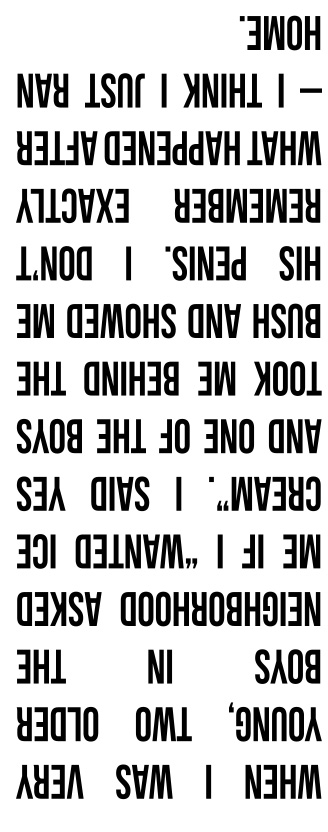 WHEN I WAS VERY
YOUNG, TWO OLDER
BOYS IN THE
NEIGHBORHOOD ASKED
ME IF I “WANTED ICE
CREAM”. I SAID YES
AND ONE OF THE BOYS
TOOK ME BEHIND THE
BUSH AND SHOWED ME
HIS PENIS. I DON'T
REMEMBER EXACTLY
WHAT HAPPENED AFTER
– I THINK I JUST RAN
HOME.